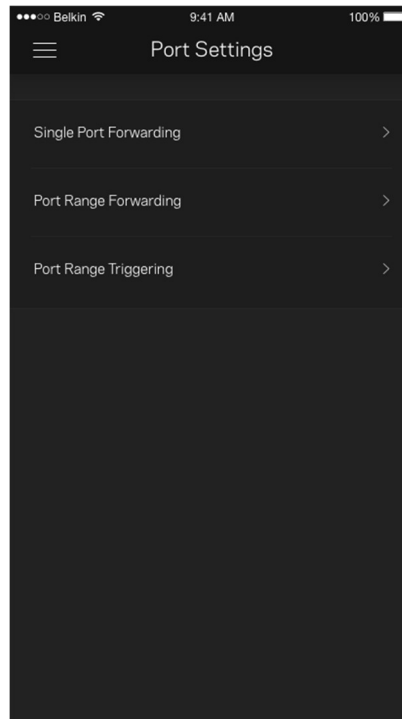 Belkin 9:41 AM 100%
Port Settings
Single Port Forwarding
Port Range Forwarding
Port Range Triggering